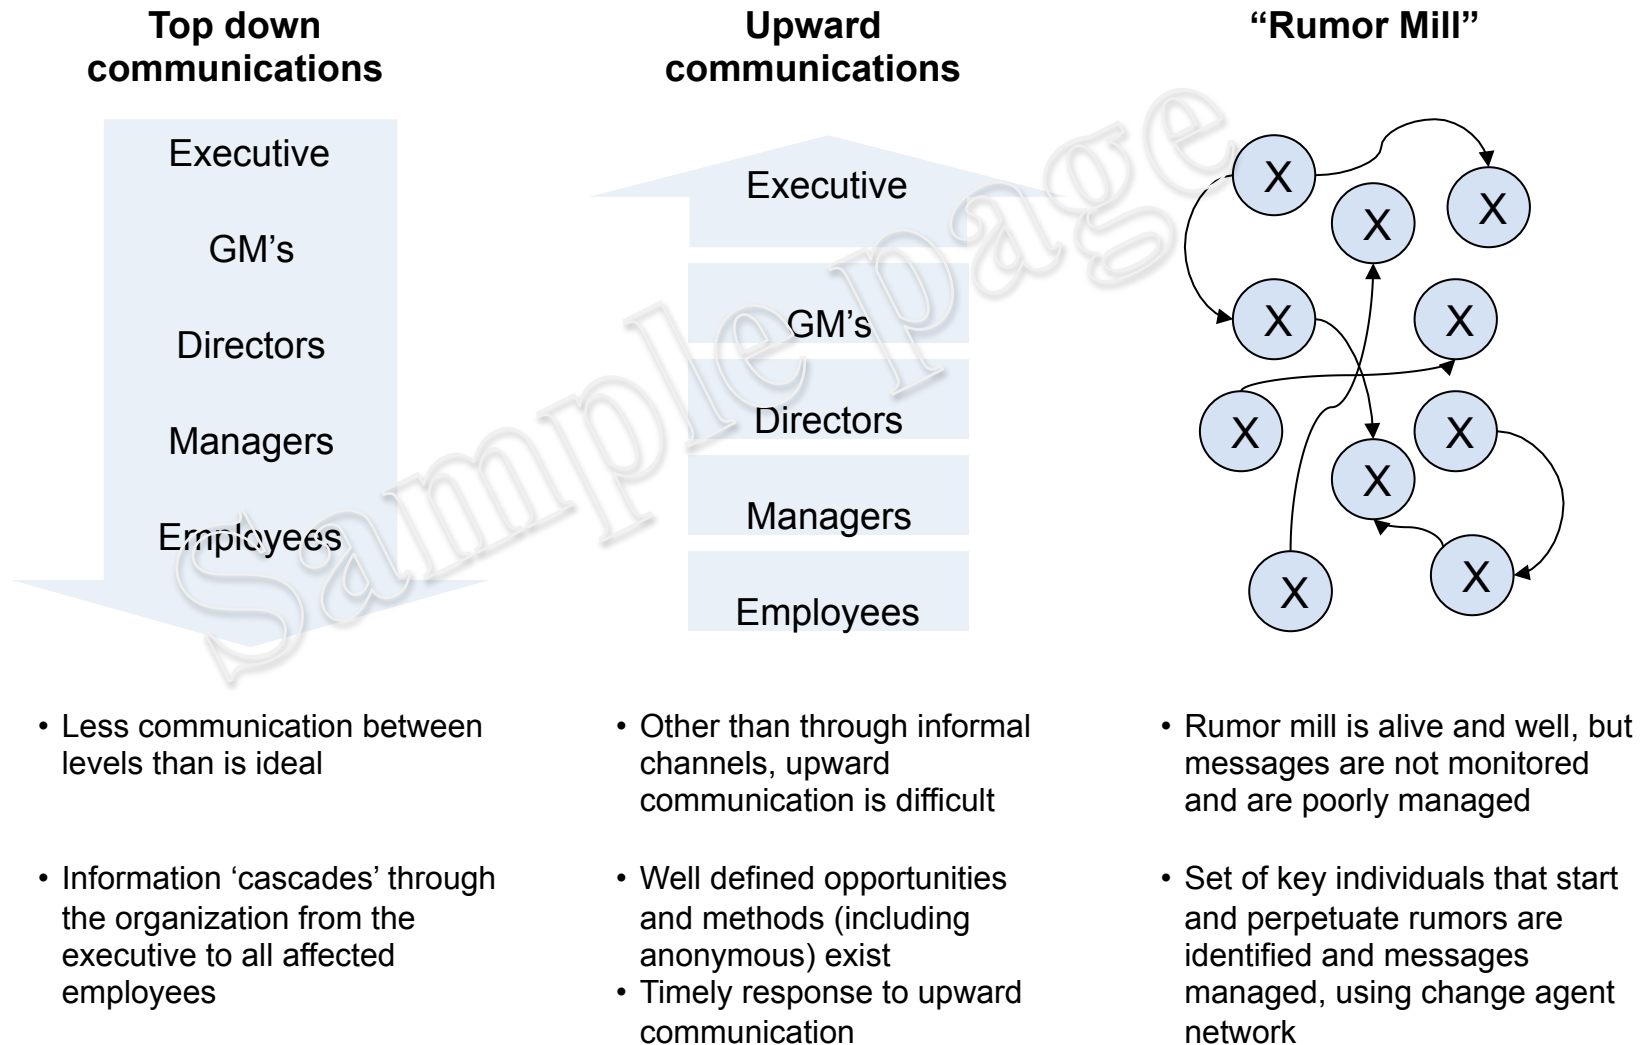 Top down
communications
Executive
GM's
Directors
Managers
Employees
• Less communication between
levels than is ideal
• Information ‘cascades’ through
the organization from the
executive to all affected
employees
Upward
communications
Executive
GM's
Directors
Managers
Employees
• Other than through informal
channels, upward
communication is difficult
• Well defined opportunities
and methods (including
anonymous) exist
• Timely response to upward
communication
“Rumor Mill”
X
X
X
X
X
X
X
X
X
X
• Rumor mill is alive and well, but
messages are not monitored
and are poorly managed
• Set of key individuals that start
and perpetuate rumors are
identified and messages
managed, using change agent
network
Sample page